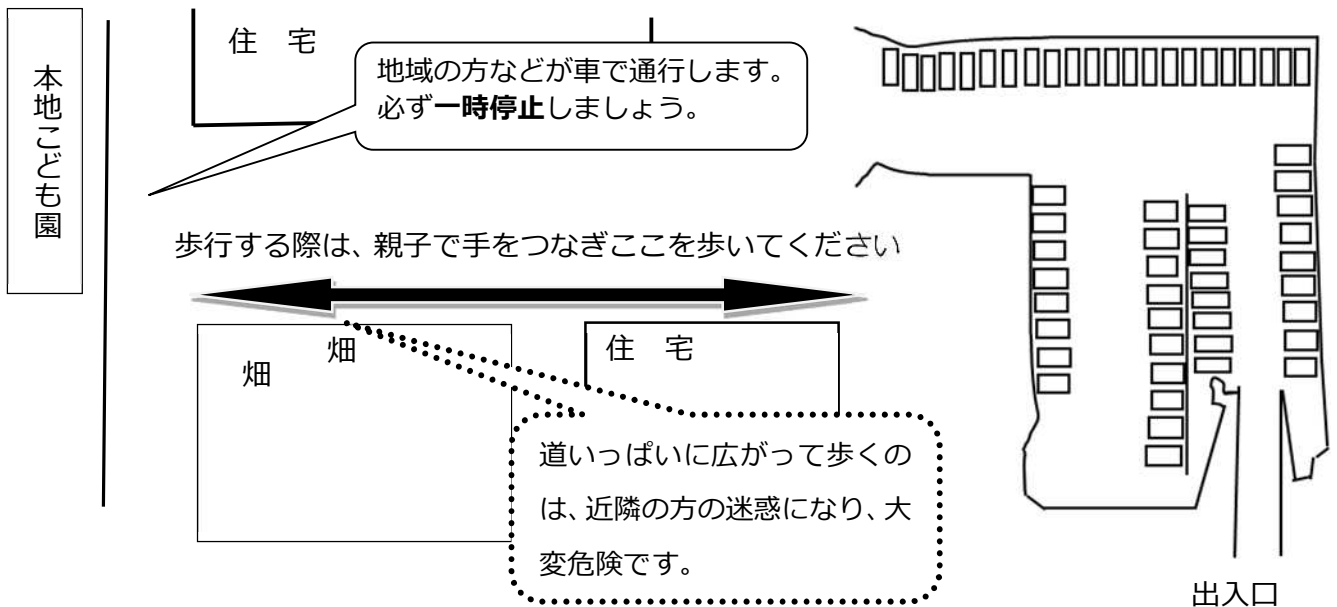 本地こども園
住 宅
地域の方などが車で通行します。
必ず一時停止しましょう。
歩行する際は、親子で手をつなぎここを歩いてください
畑
畑
住 宅
道いっぱいに広がって歩くの
は、近隣の方の迷惑になり、大
変危険です。
出入口